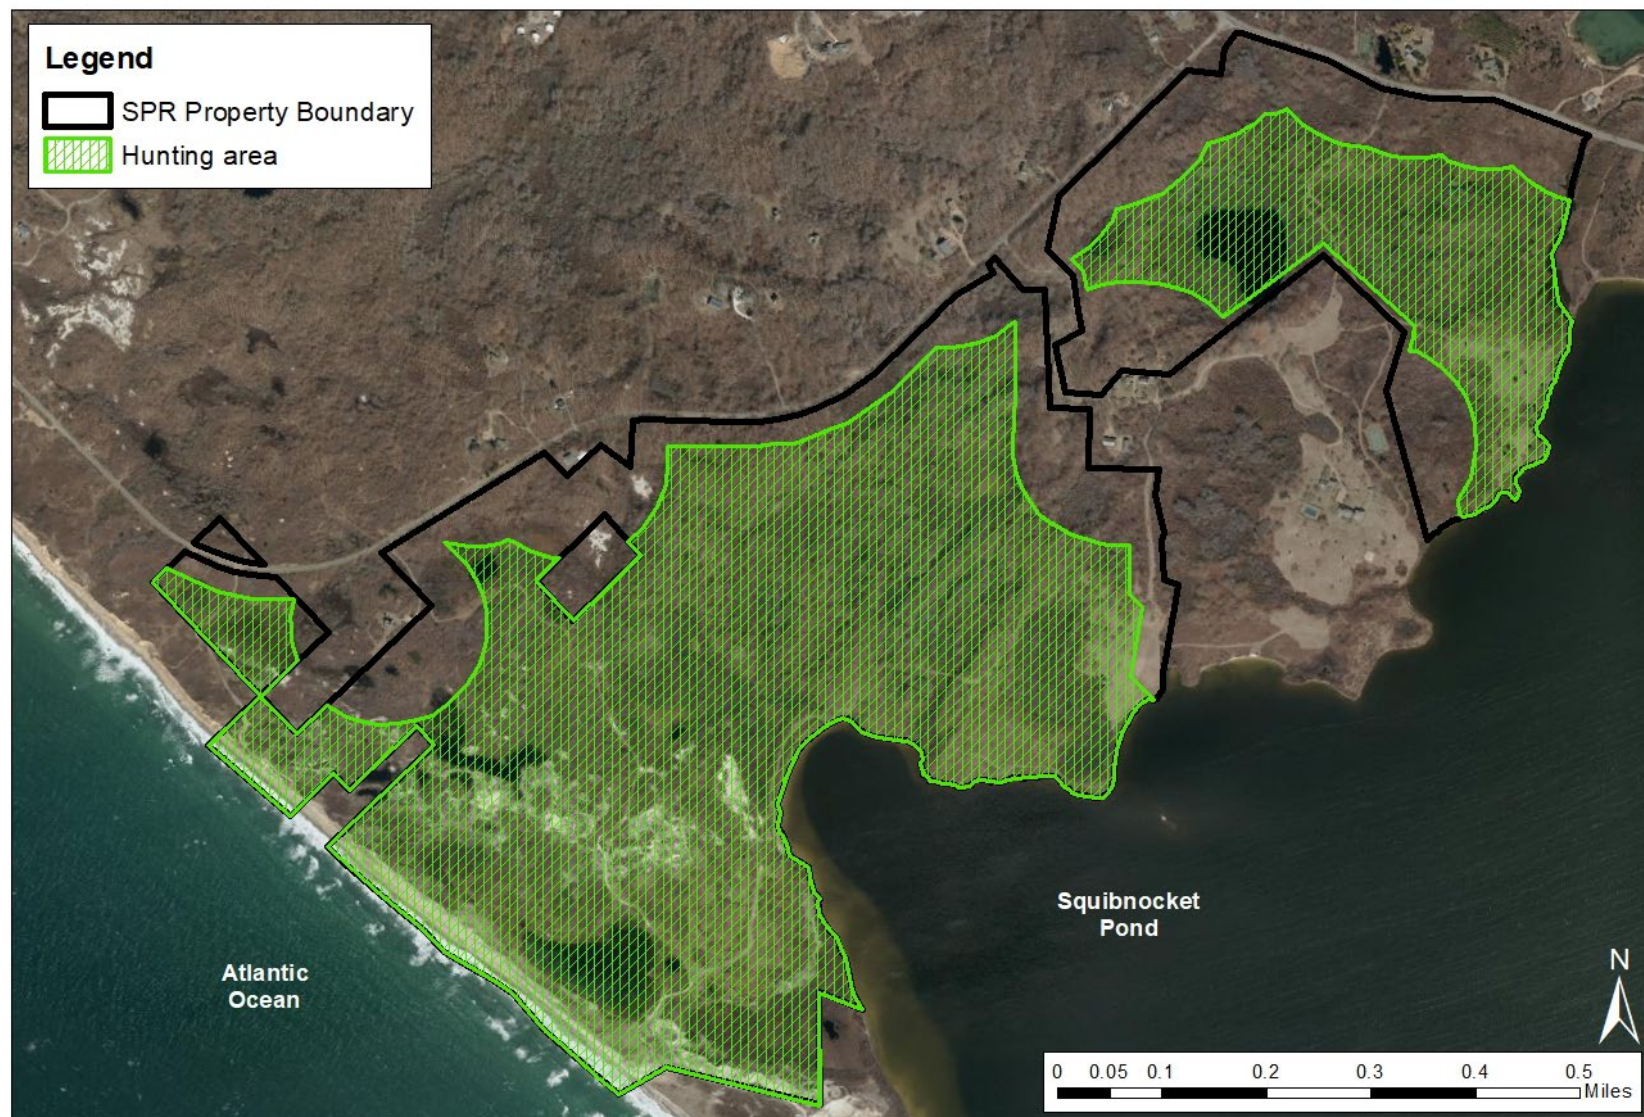 Legend
SPR Property Boundary
Hunting area
Squibnocket
Pond
Atlantic
Ocean
N
0 0.05 0.1 0.2 0.3 0.4 0.5
Miles